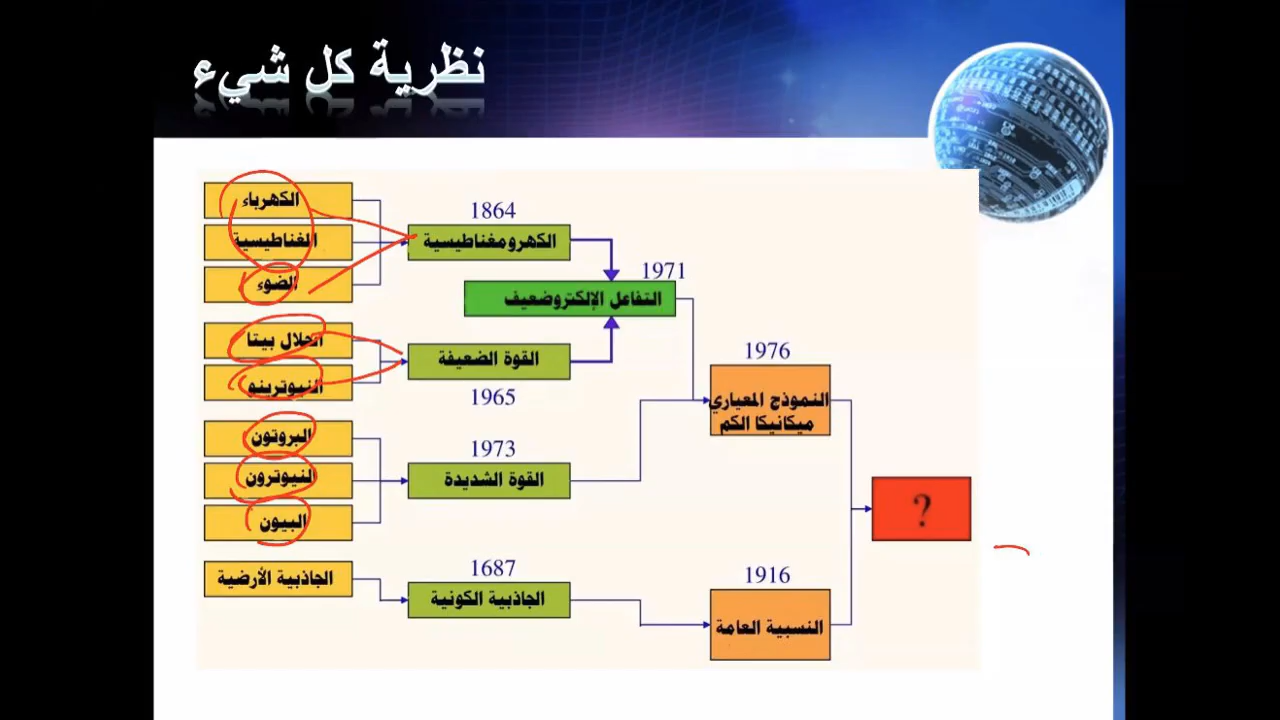 نظرية كل شيء
الكهرباء
المغناطيسية
الضوء
انحلال بيتا
النيوترينو
البروتون
النيوترون
البيون
الجاذبية الأرضية
1864
الكهرومغناطيسية
1971
التفاعل الإلكتروضعيف
القوة الضعيفة
1965
1973
القوة الشديدة
1687
الجاذبية الكونية
1976
النموذج المعياري
ميكانيكا الكم
1916
النسبية العامة
?